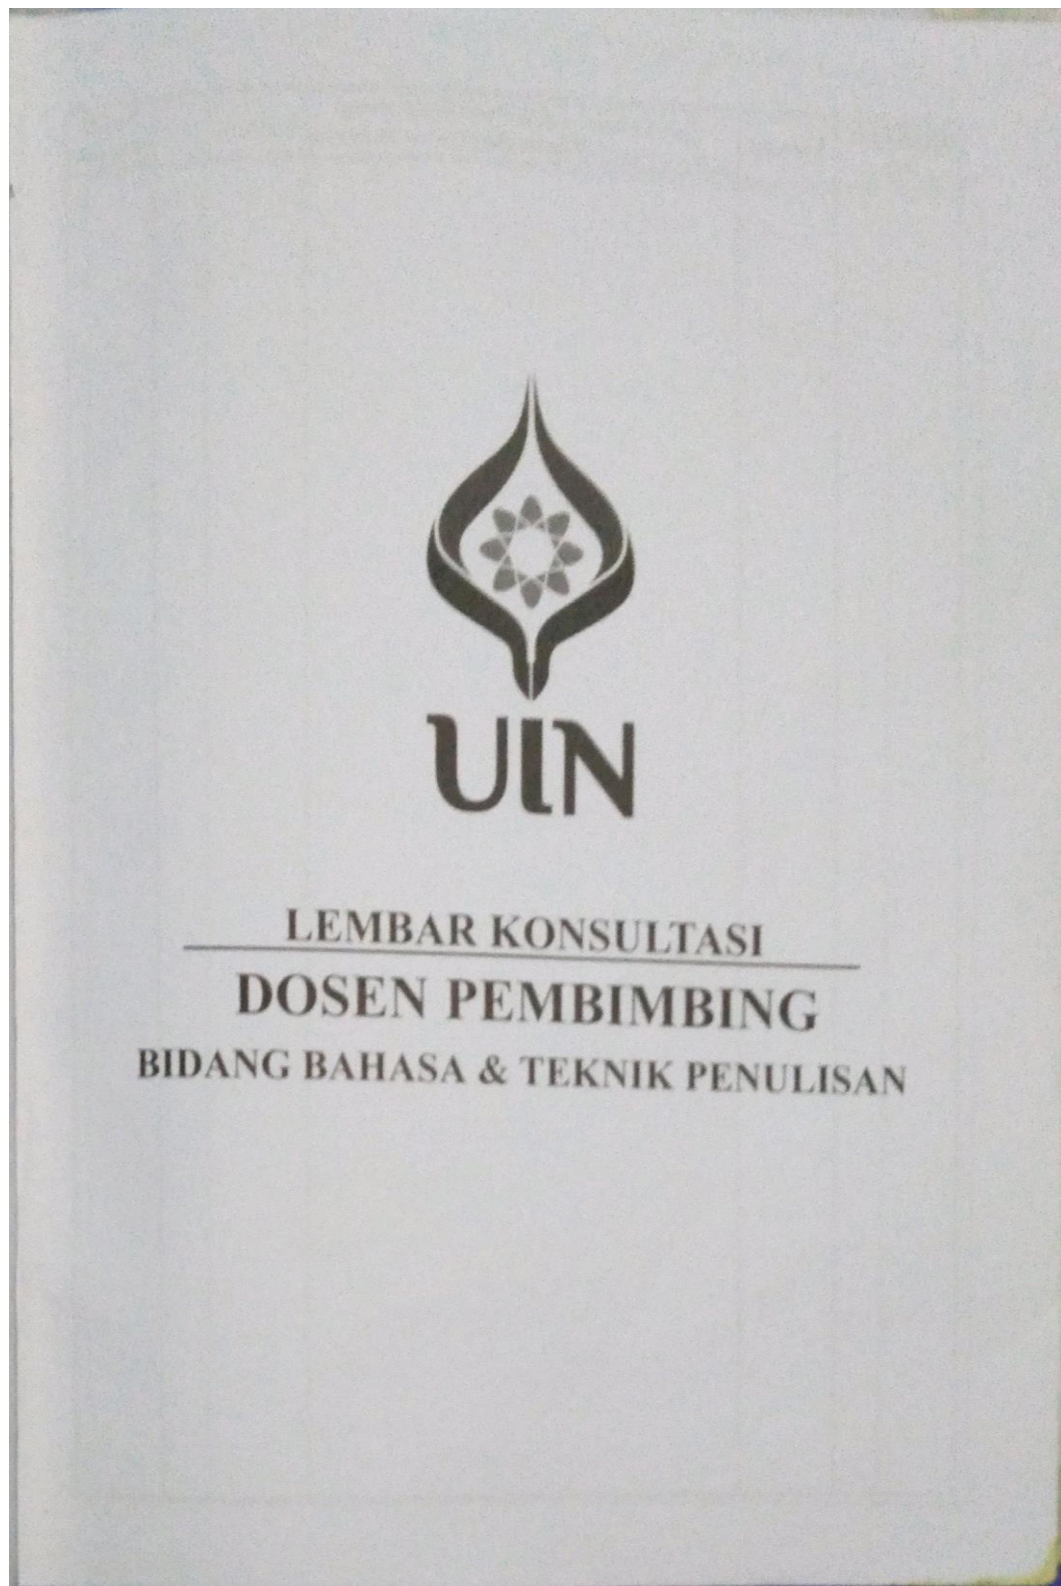 UIN
LEMBAR KONSULTASI
DOSEN PEMBIMBING
BIDANG BAHASA & TEKNIK PENULISAN